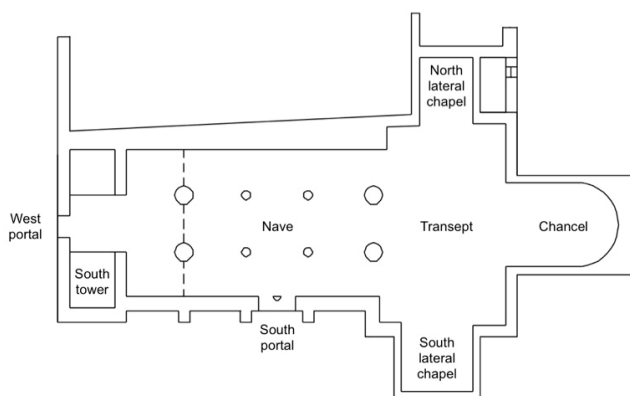 North
lateral
chapel
West
portal
Nave
Transept
Chancel
South
tower
South
portal
South
lateral
chapel